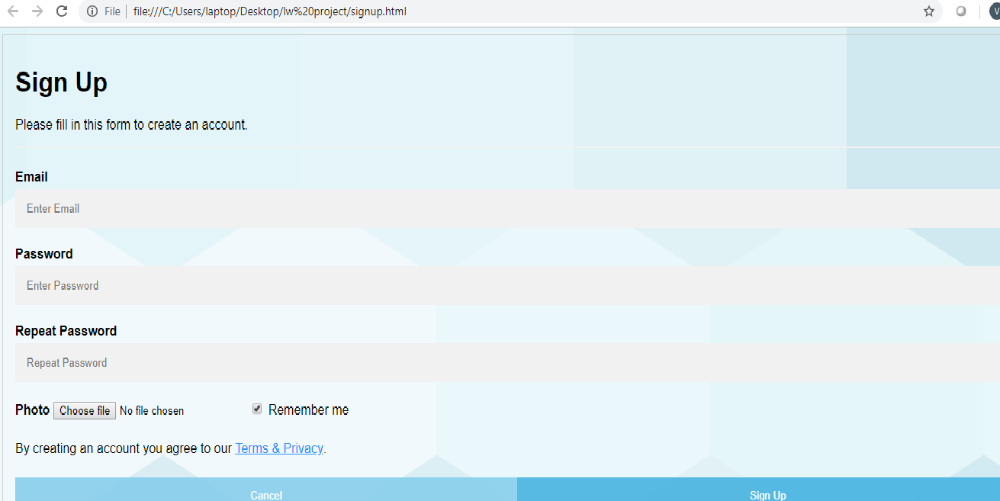 File file:///C:/Users/laptop/Desktop/lw%20project/signup.html V
Sign Up
Please fill in this form to create an account.
Email
Enter Email
Password
Enter Password
Repeat Password
Repeat Password
Photo Choose file No file chosen Remember me
By creating an account you agree to our Terms & Privacy.
Cancel Sign Up